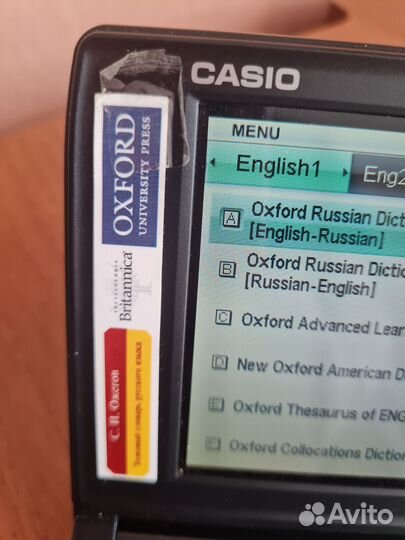 CASIO
OXFORD
UNIVERSITY PRESS
ENCYCLOPÆDIA
Britannica
С. И. Ожегов
Толковый словарь русского языка
MENU
English1
Eng2
A Oxford Russian Dict
[English-Russian]
B Oxford Russian Dictio
[Russian-English]
C Oxford Advanced Lear
D New Oxford American D
E Oxford Thesaurus of ENG
F Oxford Collocations Diction
Avito